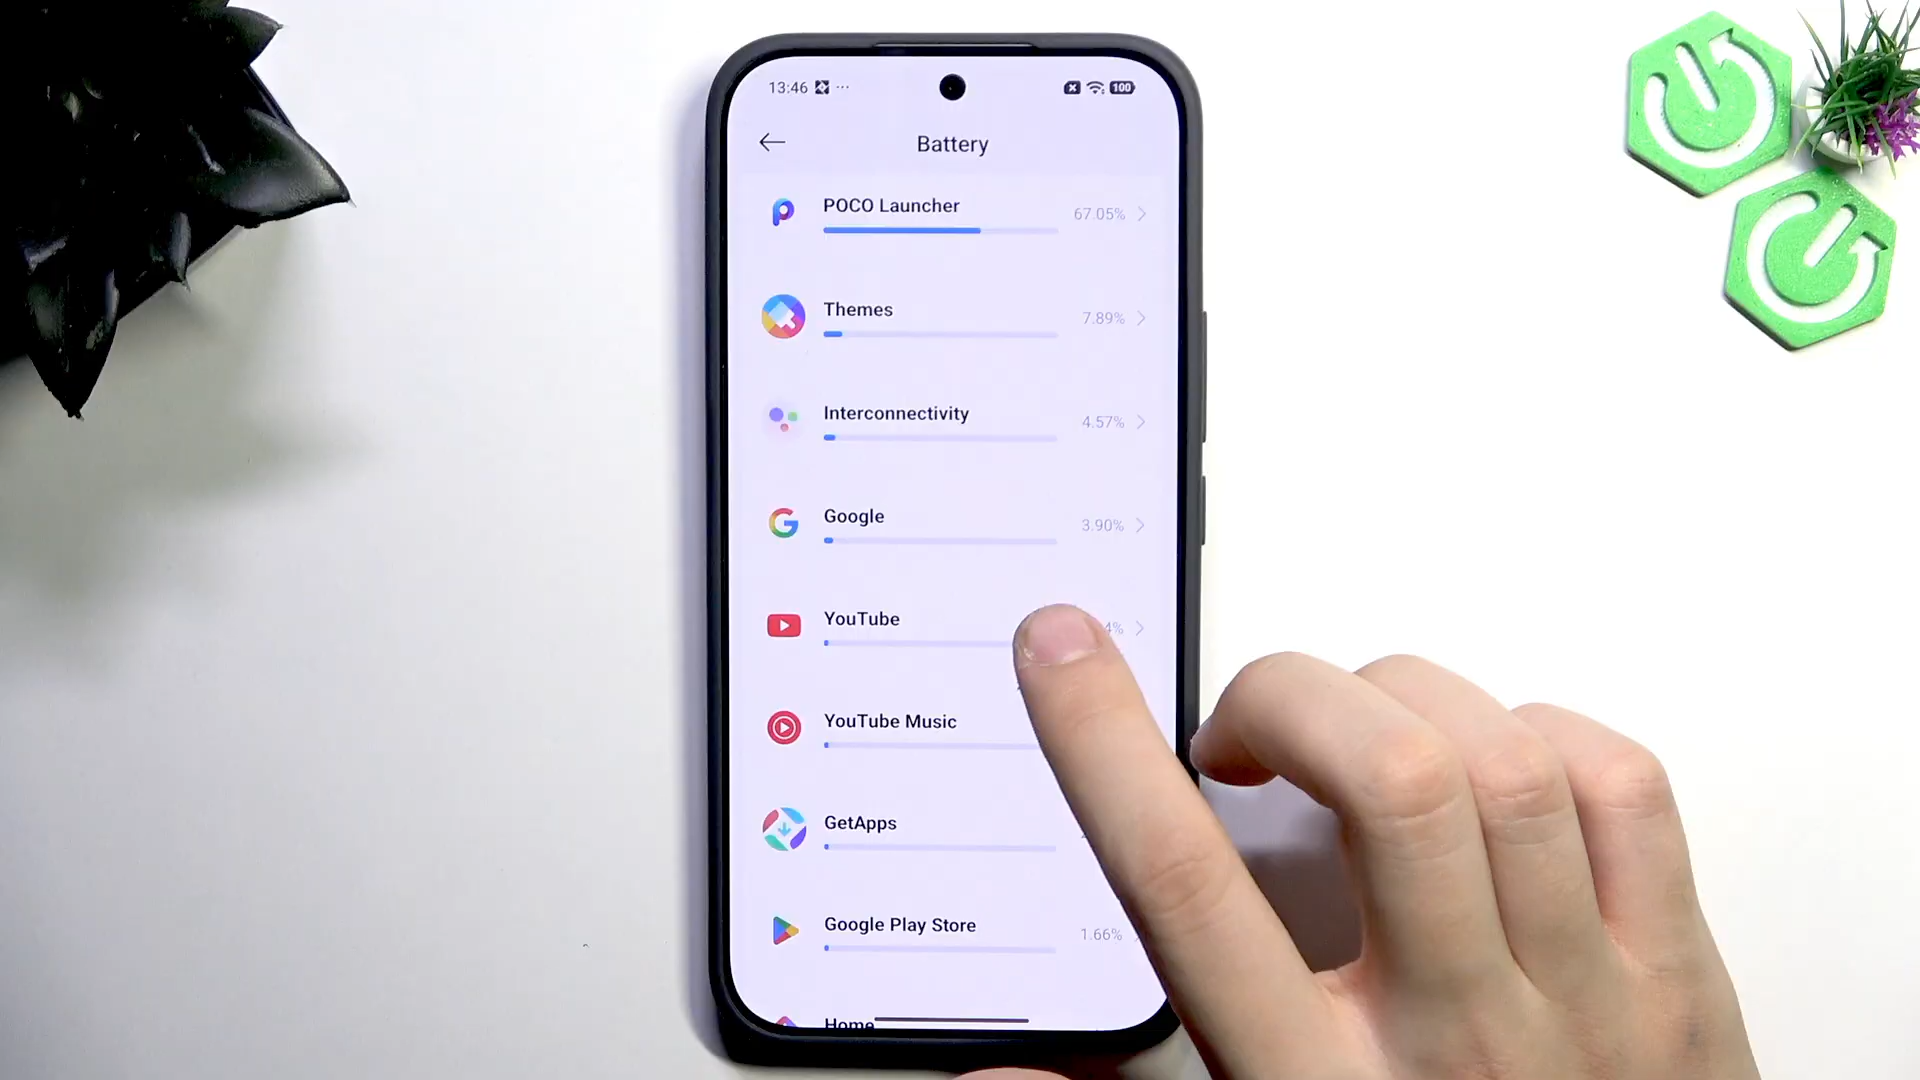 13:46 ... 100
Battery
POCO Launcher 67.05%
Themes 7.89%
Interconnectivity 4.57%
Google 3.90%
YouTube 4%
YouTube Music
GetApps
Google Play Store 1.66%
Home